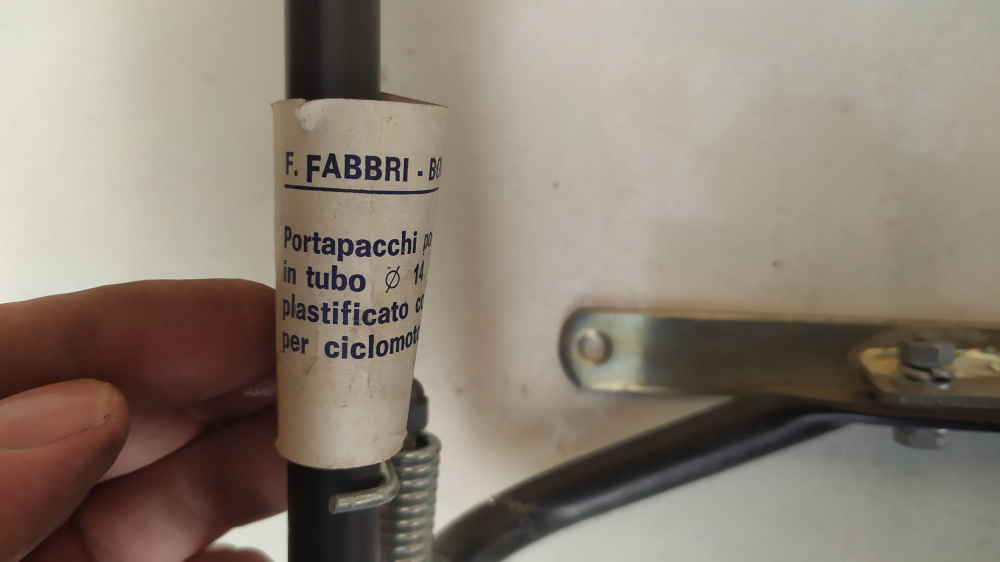 F. FABBRI - BO
Portapacchi po
in tubo Ø 14
plastificato co
per ciclomoto